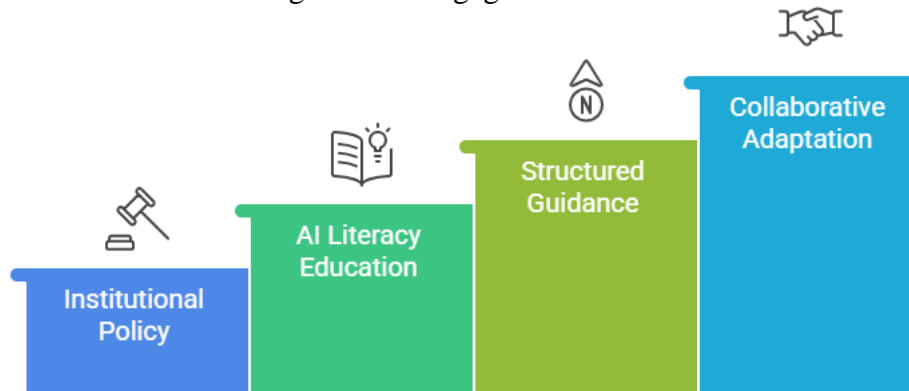 Institutional
Policy
AI Literacy
Education
Structured
Guidance
N
Collaborative
Adaptation